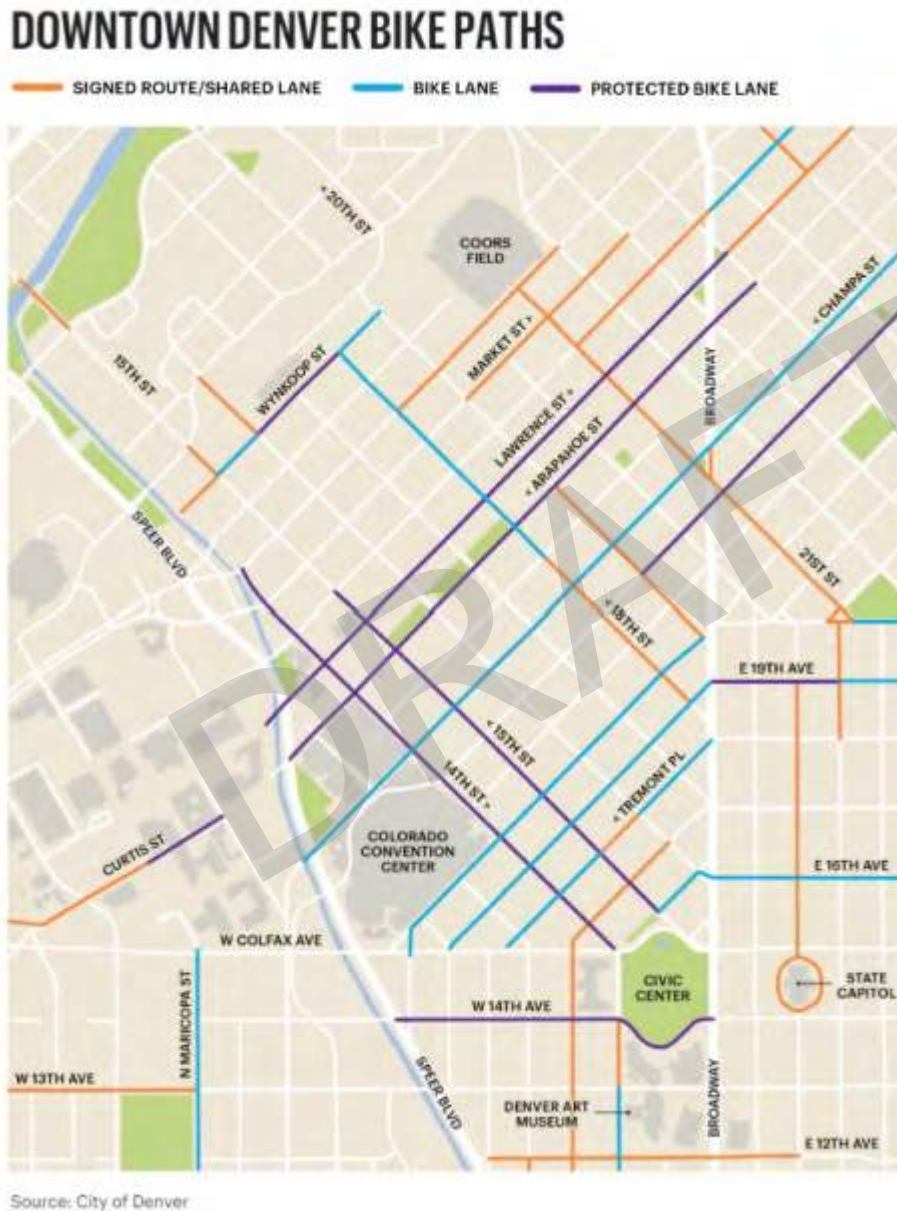 DOWNTOWN DENVER BIKE PATHS
SIGNED ROUTE/SHARED LANE
BIKE LANE
PROTECTED BIKE LANE
< 20TH ST
COORS
FIELD
< CHAMPA ST
MARKET ST >
15TH ST
WYNKOOP ST
BROADWAY
LAWRENCE ST >
< ARAPAHOE ST
SPEER BLVD
21ST ST
< 18TH ST
E 19TH AVE
< 15TH ST
14TH ST >
< TREMONT PL
COLORADO
CONVENTION
CENTER
CURTIS ST
E 16TH AVE
W COLFAX AVE
N MARICOPA ST
CIVIC
CENTER
STATE
CAPITOL
W 14TH AVE
W 13TH AVE
SPEER BLVD
DENVER ART
MUSEUM
BROADWAY
E 12TH AVE
DRAFT
Source: City of Denver